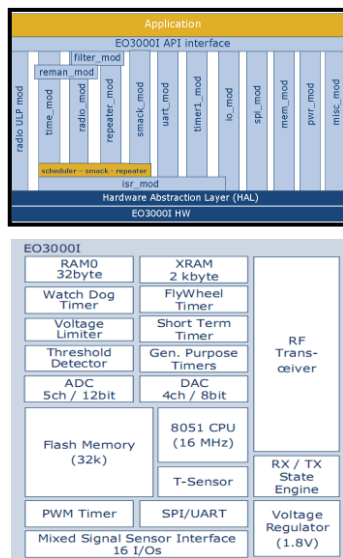 Application
EO3000I API interface
filter_mod
reman_mod
radio ULP mod
time_mod
radio_mod
repeater_mod
smack_mod
uart_mod
timer1_mod
io_mod
spi_mod
mem_mod
pwr_mod
misc_mod
scheduler - smack - repeater
isr_mod
Hardware Abstraction Layer (HAL)
EO3000I HW
EO3000I
RAM0
32byte
XRAM
2 kbyte
Watch Dog
Timer
FlyWheel
Timer
Voltage
Limiter
Short Term
Timer
RF
Trans-
ceiver
Threshold
Detector
Gen. Purpose
Timers
ADC
5ch / 12bit
DAC
4ch / 8bit
Flash Memory
(32k)
8051 CPU
(16 MHz)
T-Sensor
RX / TX
State
Engine
PWM Timer
SPI/UART
Voltage
Regulator
(1.8V)
Mixed Signal Sensor Interface
16 I/Os